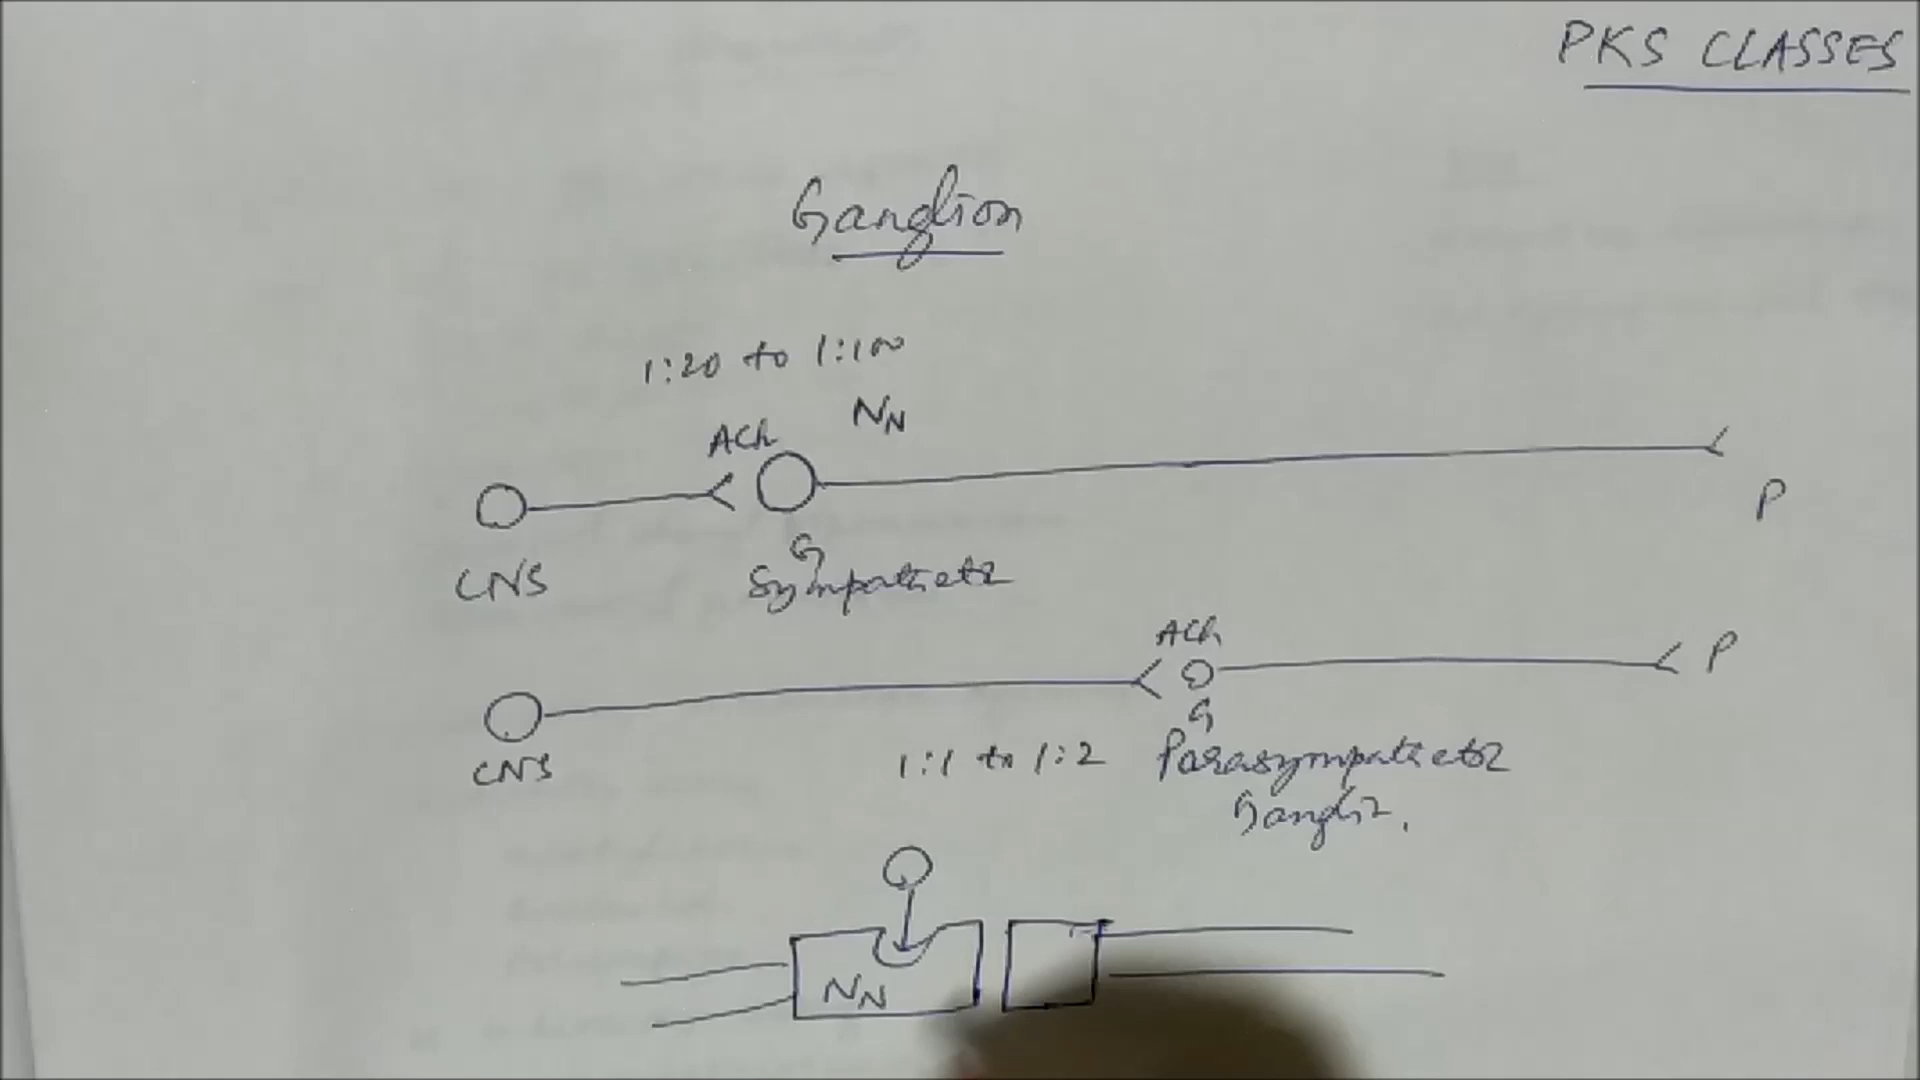 PKS CLASSES
Ganglion
1:20 to 1:100
ACh
NN
CNS
G
Sympathetic
P
ACh
P
CNS
G
1:1 to 1:2
Parasympathetic
Ganglia.
NN